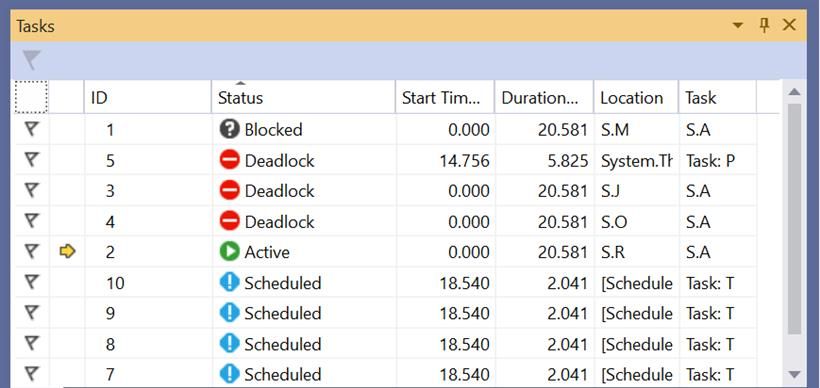 Tasks
ID Status Start Tim... Duration... Location Task
1 Blocked 0.000 20.581 S.M S.A
5 Deadlock 14.756 5.825 System.Th Task: P
3 Deadlock 0.000 20.581 S.J S.A
4 Deadlock 0.000 20.581 S.O S.A
2 Active 0.000 20.581 S.R S.A
10 Scheduled 18.540 2.041 [Schedule Task: T
9 Scheduled 18.540 2.041 [Schedule Task: T
8 Scheduled 18.540 2.041 [Schedule Task: T
7 Scheduled 18.540 2.041 [Schedule Task: T